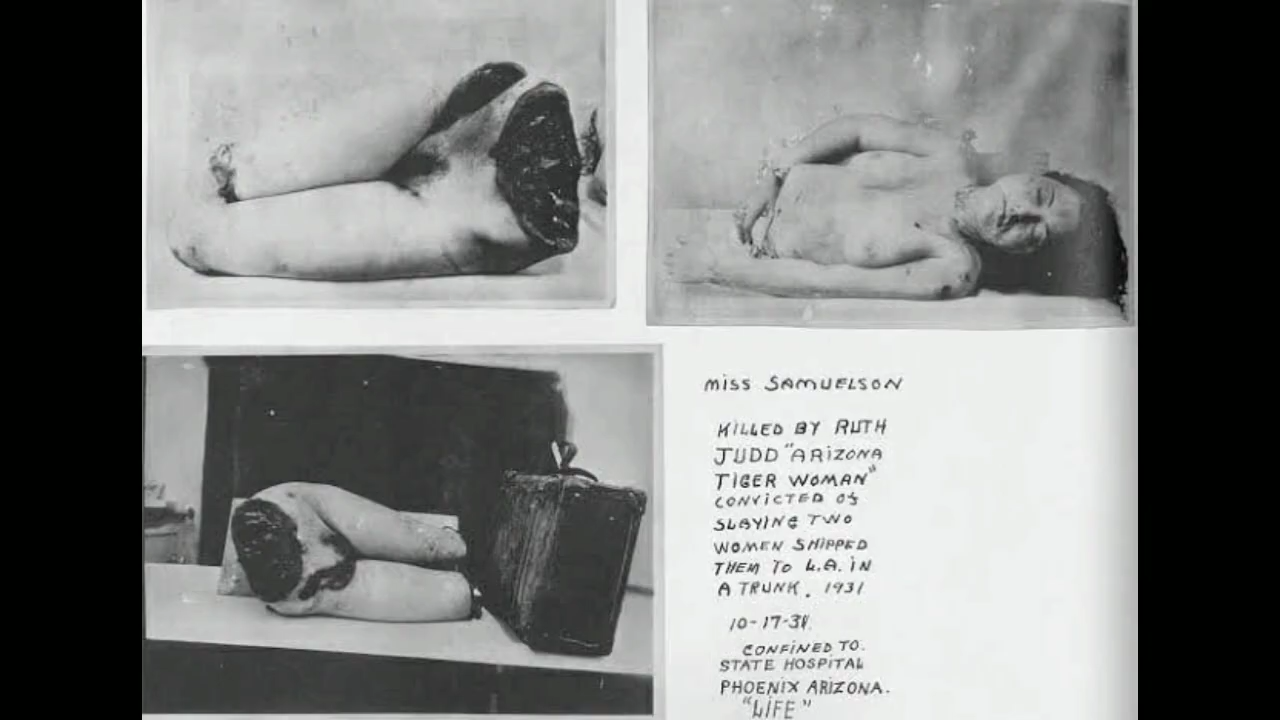 MISS SAMUELSON
KILLED BY RUTH
JUDD "ARIZONA
TIGER WOMAN"
CONVICTED OF
SLAYING TWO
WOMEN SHIPPED
THEM TO L.A. IN
A TRUNK. 1931
10-17-31.
CONFINED TO.
STATE HOSPITAL
PHOENIX ARIZONA.
"LIFE"